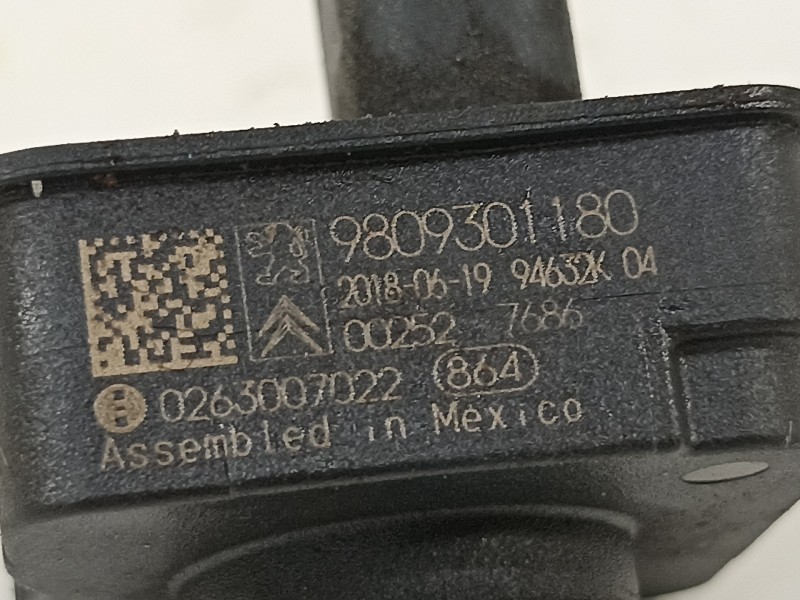 9809301180
2018-06-19 94632K 04
00252 7686
0263007022 864
Assembled in Mexico